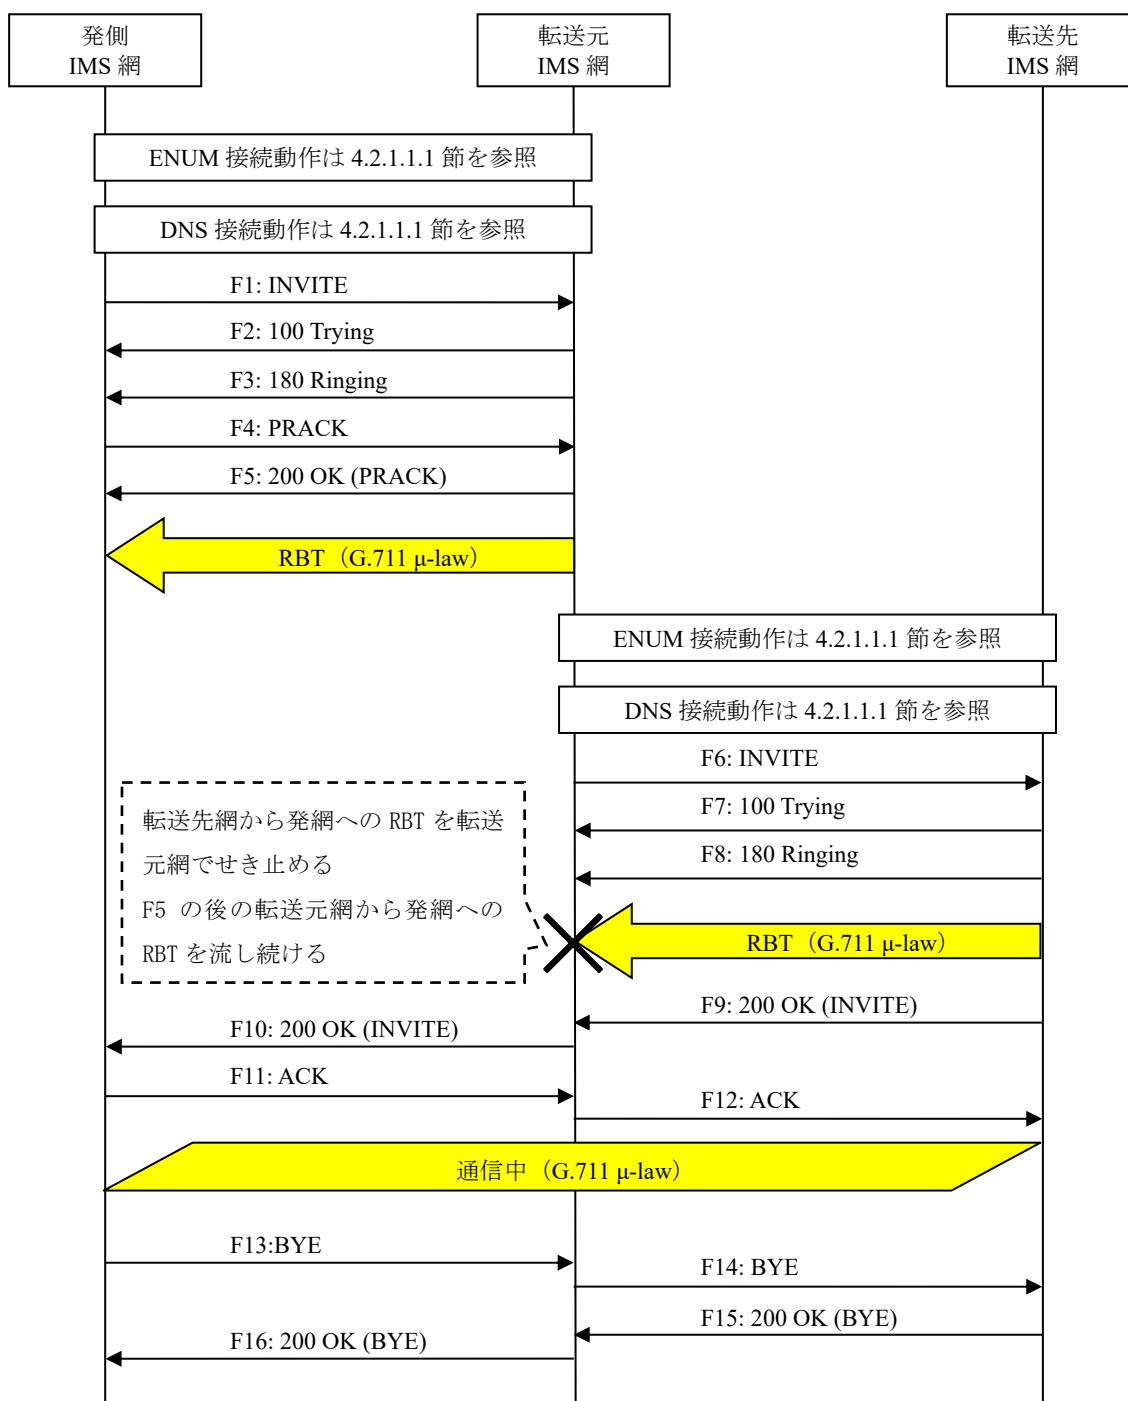 発側
IMS 網
転送元
IMS 網
転送先
IMS 網
ENUM 接続動作は 4.2.1.1.1 節を参照
DNS 接続動作は 4.2.1.1.1 節を参照
F1: INVITE
F2: 100 Trying
F3: 180 Ringing
F4: PRACK
F5: 200 OK (PRACK)
RBT（G.711 μ-law）
ENUM 接続動作は 4.2.1.1.1 節を参照
DNS 接続動作は 4.2.1.1.1 節を参照
F6: INVITE
F7: 100 Trying
F8: 180 Ringing
転送先網から発網への RBT を転送
元網でせき止める
F5 の後の転送元網から発網への
RBT を流し続ける
RBT（G.711 μ-law）
F9: 200 OK (INVITE)
F10: 200 OK (INVITE)
F11: ACK
F12: ACK
通信中（G.711 μ-law）
F13:BYE
F14: BYE
F15: 200 OK (BYE)
F16: 200 OK (BYE)